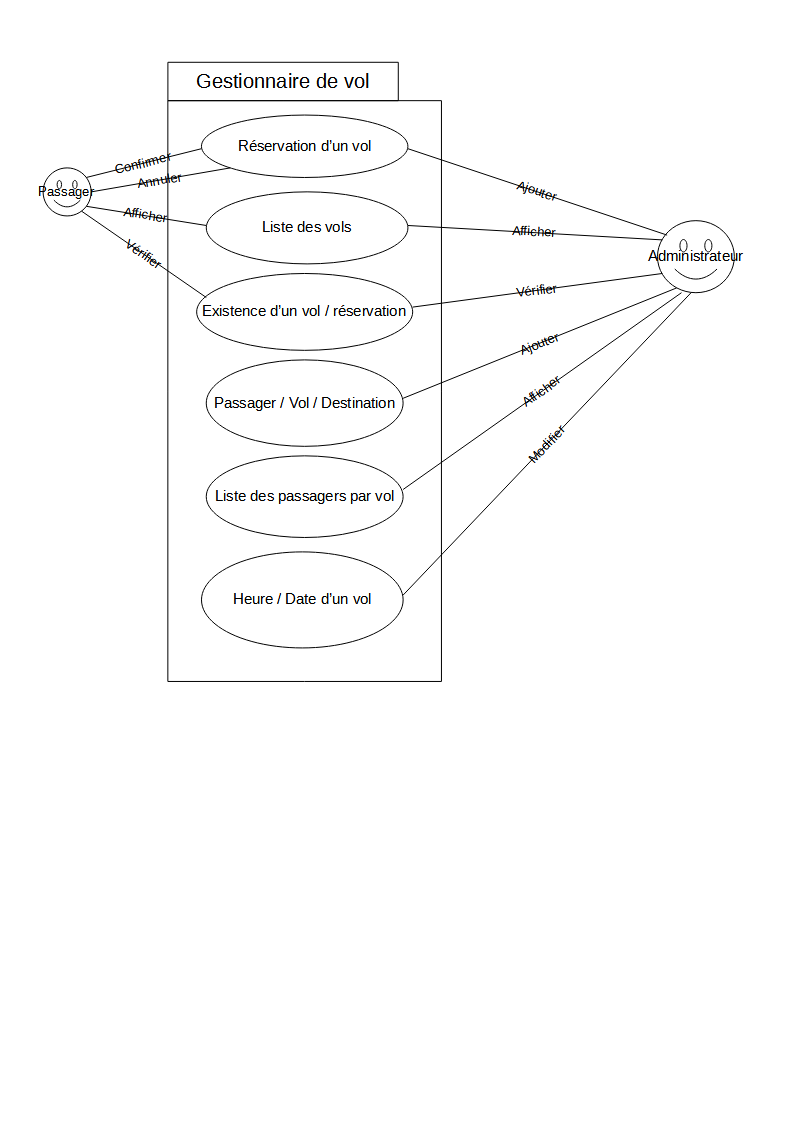 Gestionnaire de vol
Réservation d’un vol
Confirmer
Annuler
Ajouter
Passager
Afficher
Liste des vols
Afficher
Vérifier
Administrateur
Vérifier
Existence d’un vol / réservation
Ajouter
Passager / Vol / Destination
Afficher
Modifier
Liste des passagers par vol
Heure / Date d’un vol